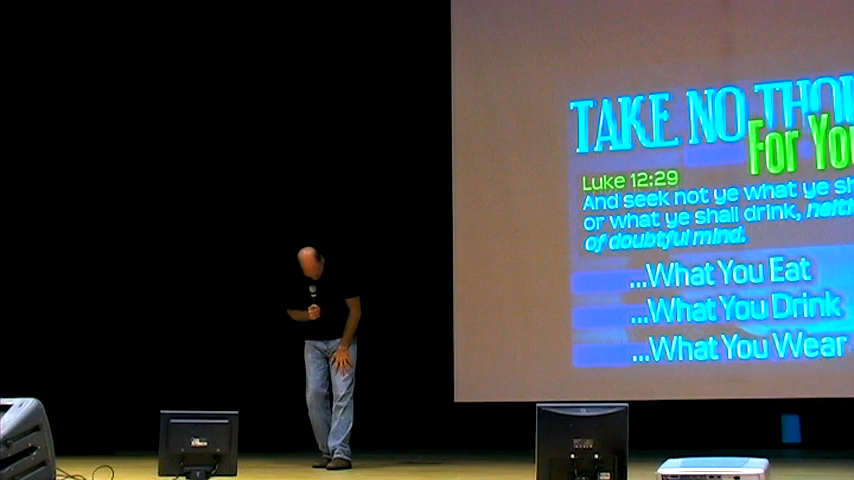 TAKE NO
For
Luke 12:29
And seek not ye what ye
or what ye shall drink,
of doubtful mind.
...What You Eat
...What You Drink
...What You Wear